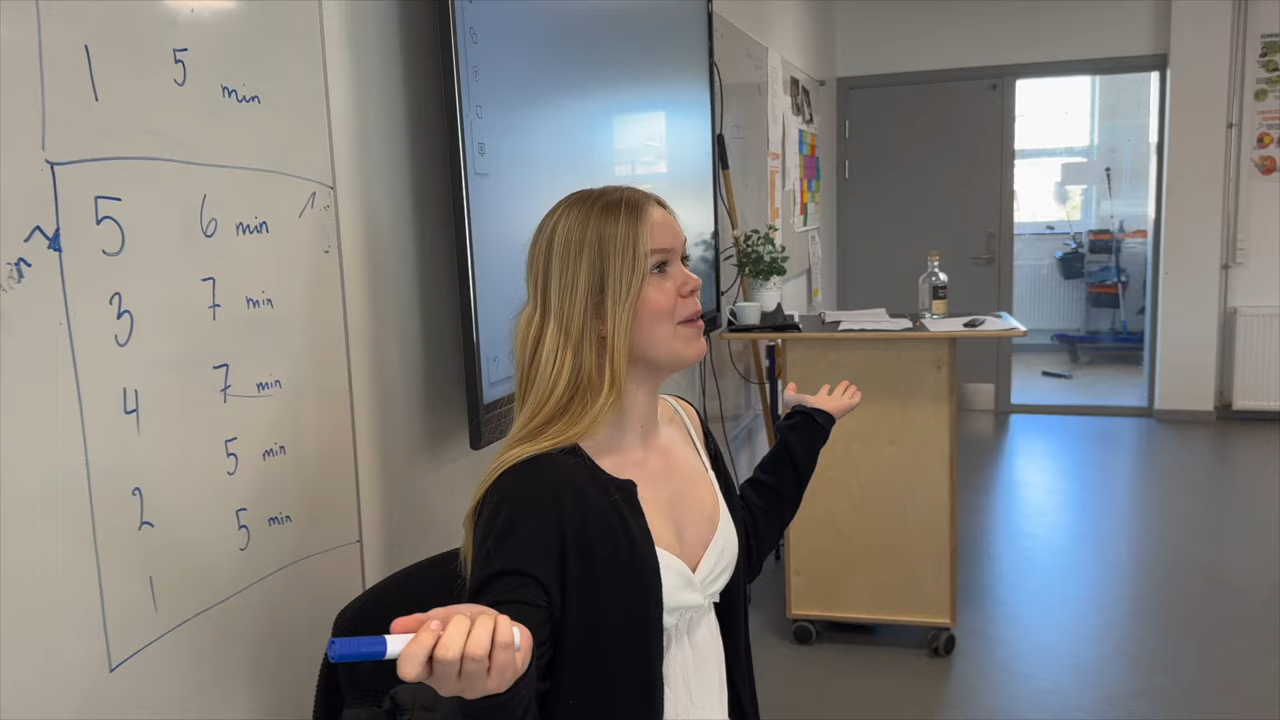 1 5 min
5 6 min
3 7 min
4 7 min
5 min
2 5 min
1